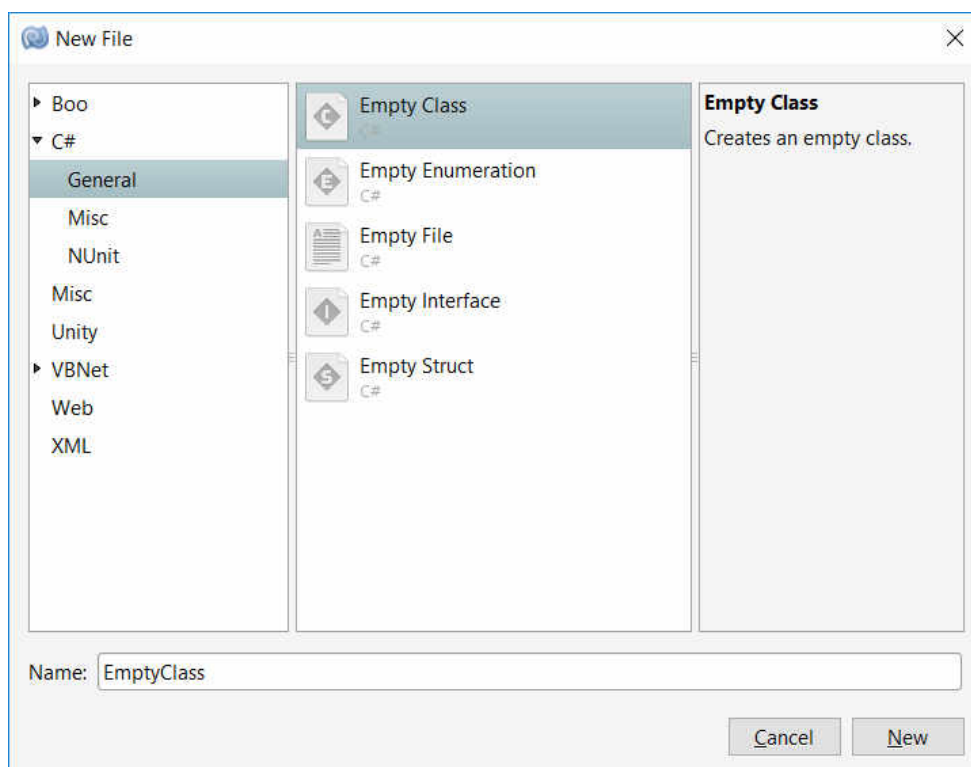 New File
Boo
C#
General
Misc
NUnit
Misc
Unity
VBNet
Web
XML
Empty Class
C#
Empty Enumeration
C#
Empty File
C#
Empty Interface
C#
Empty Struct
C#
Empty Class
Creates an empty class.
Name: EmptyClass
Cancel New